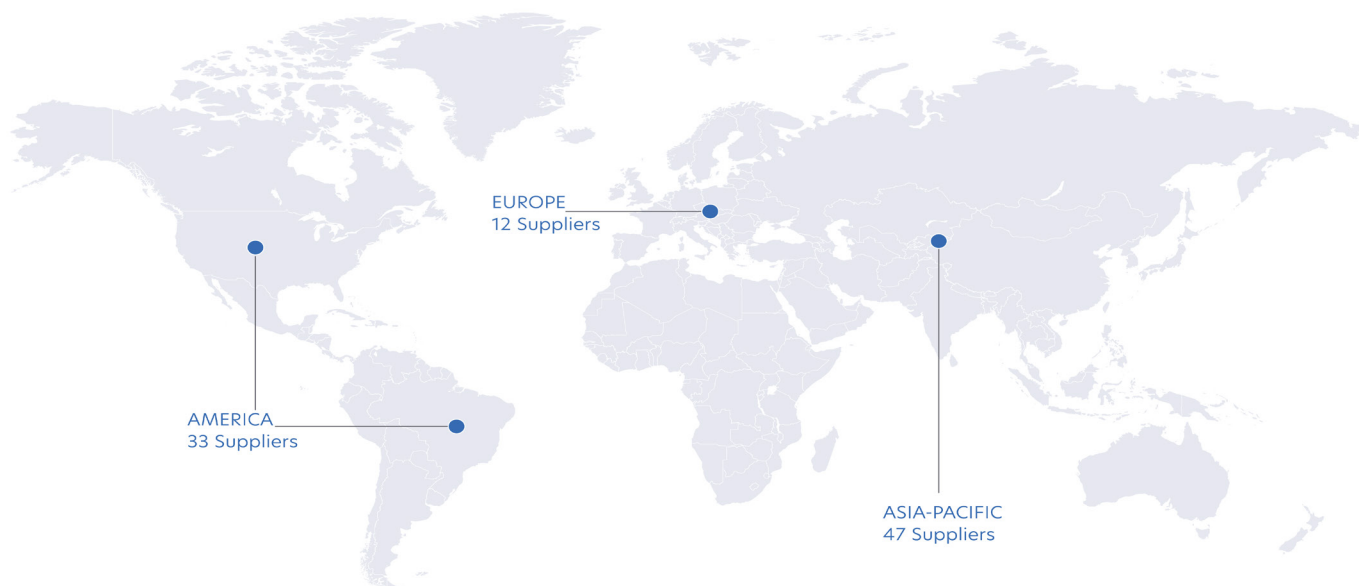 EUROPE
12 Suppliers
AMERICA
33 Suppliers
ASIA-PACIFIC
47 Suppliers